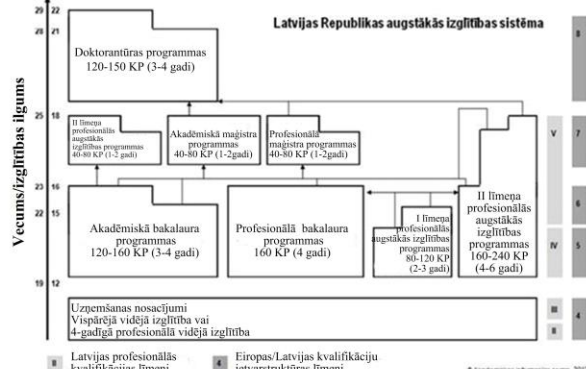 Latvijas Republikas augstākās izglītības sistēma
Vecums/izglītības ilgums
29 22
28 21
Doktorantūras programmas
120-150 KP (3-4 gadi)
8
25 18
II līmeņa
profesionālās
augstākās
izglītības programmas
40-80 KP (1-2 gadi)
Akadēmiskā maģistra
programmas
40-80 KP (1-2gadi)
Profesionālā
maģistra programmas
40-80 KP (1-2gadi)
V
7
23 16
22 15
Akadēmiskā bakalaura
programmas
120-160 KP (3-4 gadi)
Profesionālā bakalaura
programmas
160 KP (4 gadi)
I līmeņa
profesionālās
augstākās izglītības
programmas
80-120 KP
(2-3 gadi)
II līmeņa
profesionālās
augstākās
izglītības
programmas
160-240 KP
(4-6 gadi)
6
IV
5
19 12
Uzņemšanas nosacījumi
Vispārējā vidējā izglītība vai
4-gadīgā profesionālā vidējā izglītība
III
II
4
II Latvijas profesionālās
kvalifikācijas līmeņi
4 Eiropas/Latvijas kvalifikāciju
ietvarstruktūras līmeņi